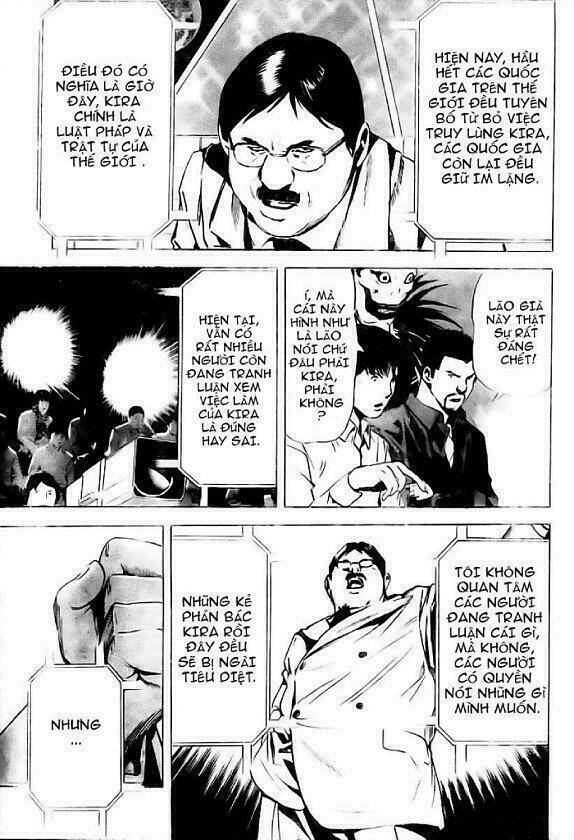 HIỆN NAY, HẦU
HẾT CÁC QUỐC
GIA TRÊN THẾ
GIỚI ĐỀU TUYÊN
BỐ TỪ BỎ VIỆC
TRUY LÙNG KIRA,
CÁC QUỐC GIA
CÒN LẠI ĐỀU
GIỮ IM LẶNG.
ĐIỀU ĐÓ CÓ
NGHĨA LÀ GIỜ
ĐÂY, KIRA
CHÍNH LÀ
LUẬT PHÁP VÀ
TRẬT TỰ CỦA
THẾ GIỚI .
LÃO GIÀ
NÀY THẬT
SỰ RẤT
ĐÁNG
CHẾT!
Í, MÀ
CÁI NÀY
HÌNH NHƯ
LÀ LÃO
NÓI CHỨ
ĐÂU PHẢI
KIRA,
PHẢI
KHÔNG
?
HIỆN TẠI,
VẪN CÓ
RẤT NHIỀU
NGƯỜI CÒN
ĐANG TRANH
LUẬN XEM
VIỆC LÀM
CỦA KIRA
LÀ ĐÚNG
HAY SAI.
TÔI KHÔNG
QUAN TÂM
CÁC NGƯỜI
ĐANG TRANH
LUẬN CÁI GÌ,
MÀ KHÔNG,
CÁC NGƯỜI
CÓ QUYỀN
NÓI NHỮNG GÌ
MÌNH MUỐN.
NHỮNG KẺ
PHẢN BÁC
KIRA RỒI
ĐÂY ĐỀU
SẼ BỊ NGÀI
TIÊU DIỆT.
NHƯNG
...